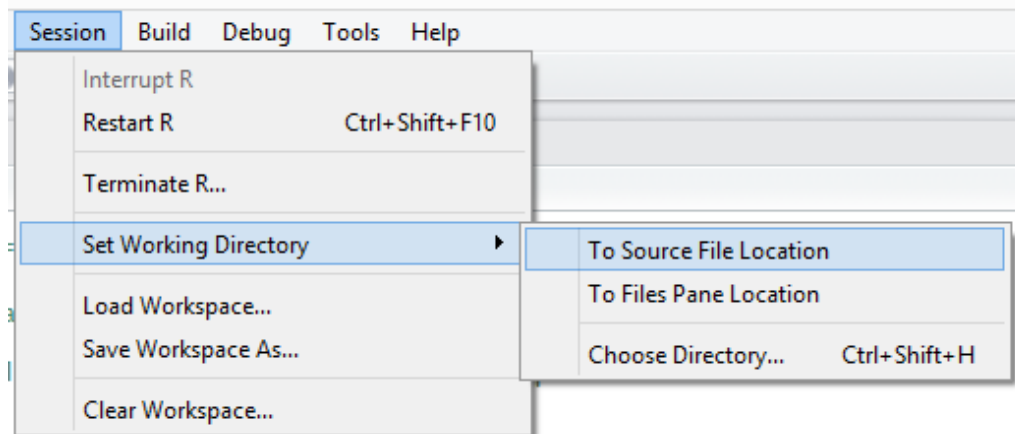 Session Build Debug Tools Help
Interrupt R
Restart R Ctrl+Shift+F10
Terminate R...
Set Working Directory
To Source File Location
To Files Pane Location
Choose Directory... Ctrl+Shift+H
Load Workspace...
Save Workspace As...
Clear Workspace...